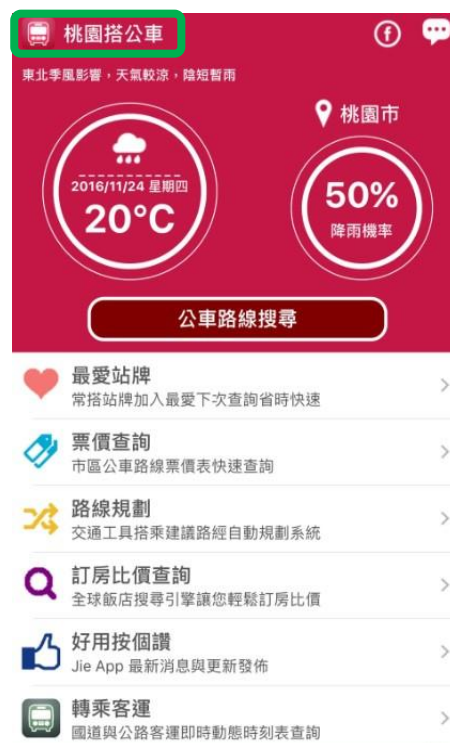 桃園搭公車
f
東北季風影響，天氣較涼，陰短暫雨
桃園市
2016/11/24 星期四
20°C
50%
降雨機率
公車路線搜尋
最愛站牌
常搭站牌加入最愛下次查詢省時快速
票價查詢
市區公車路線票價表快速查詢
路線規劃
交通工具搭乘建議路經自動規劃系統
訂房比價查詢
全球飯店搜尋引擎讓您輕鬆訂房比價
好用按個讚
Jie App 最新消息與更新發佈
轉乘客運
國道與公路客運即時動態時刻表查詢